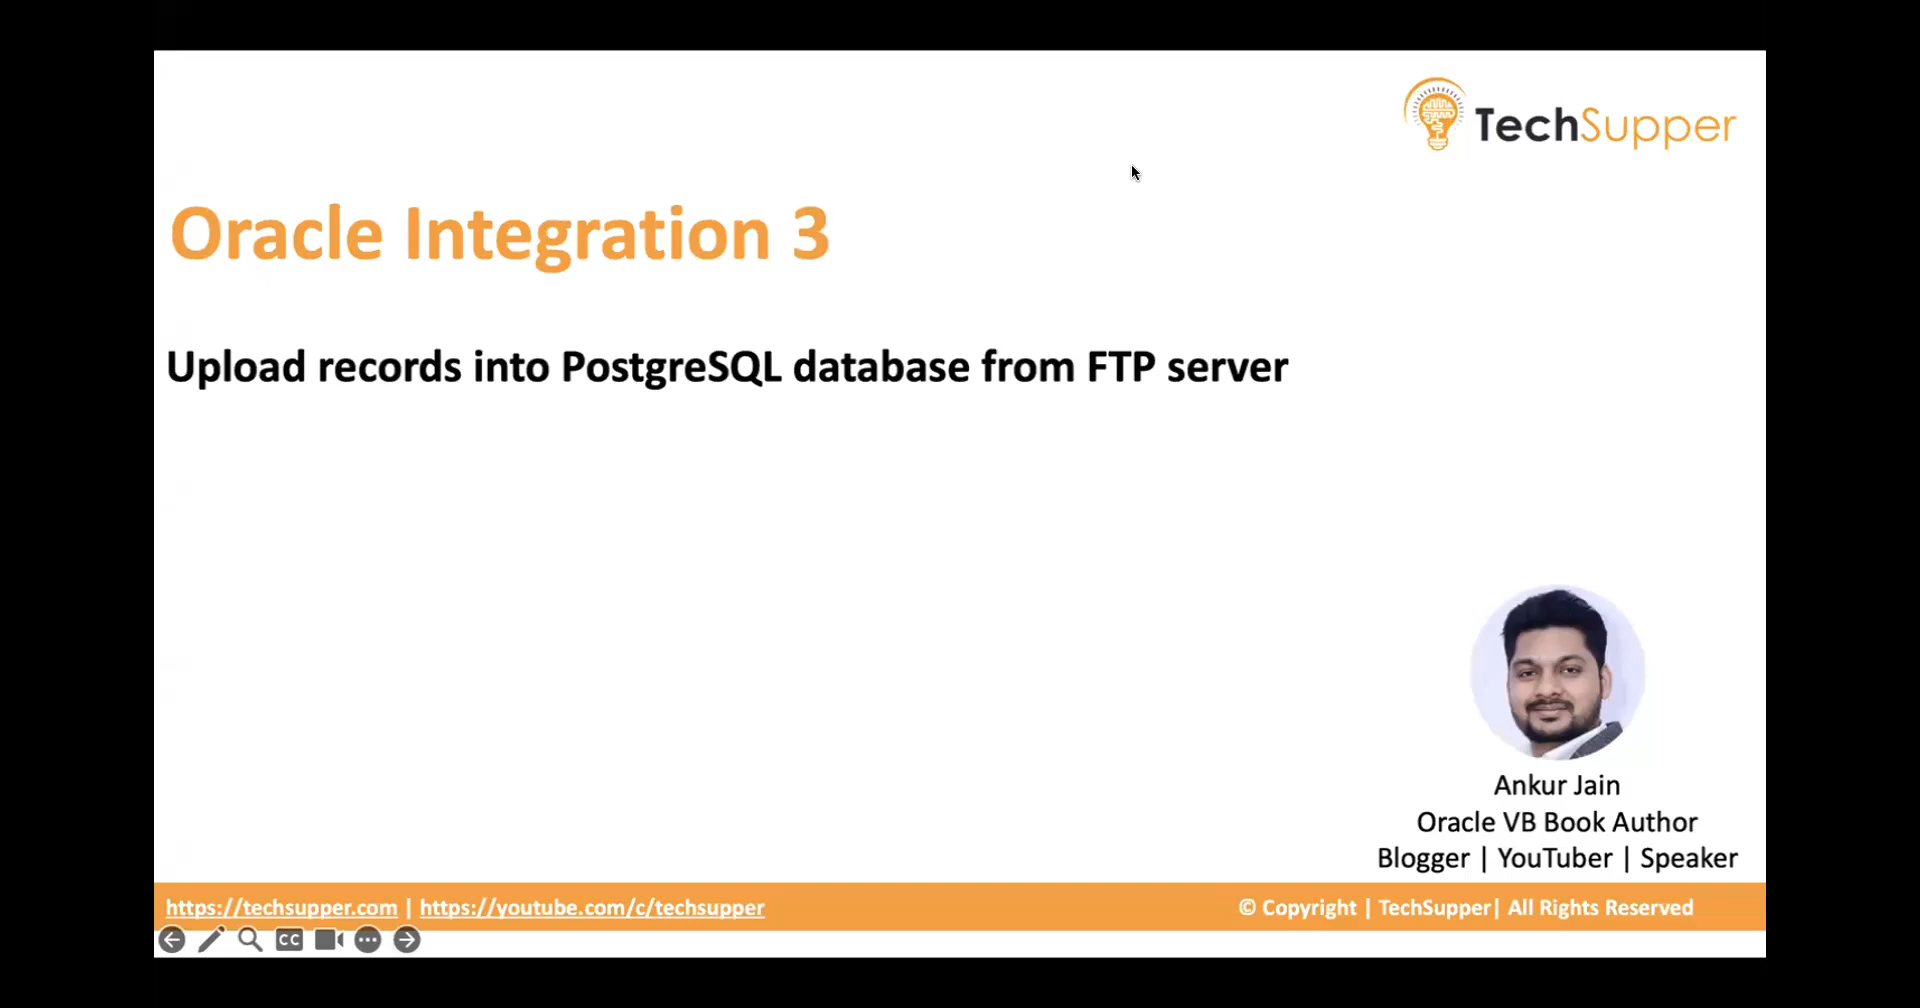 TechSupper
Oracle Integration 3
Upload records into PostgreSQL database from FTP server
Ankur Jain
Oracle VB Book Author
Blogger | YouTuber | Speaker
https://techsupper.com | https://youtube.com/c/techsupper
© Copyright | TechSupper| All Rights Reserved
CC